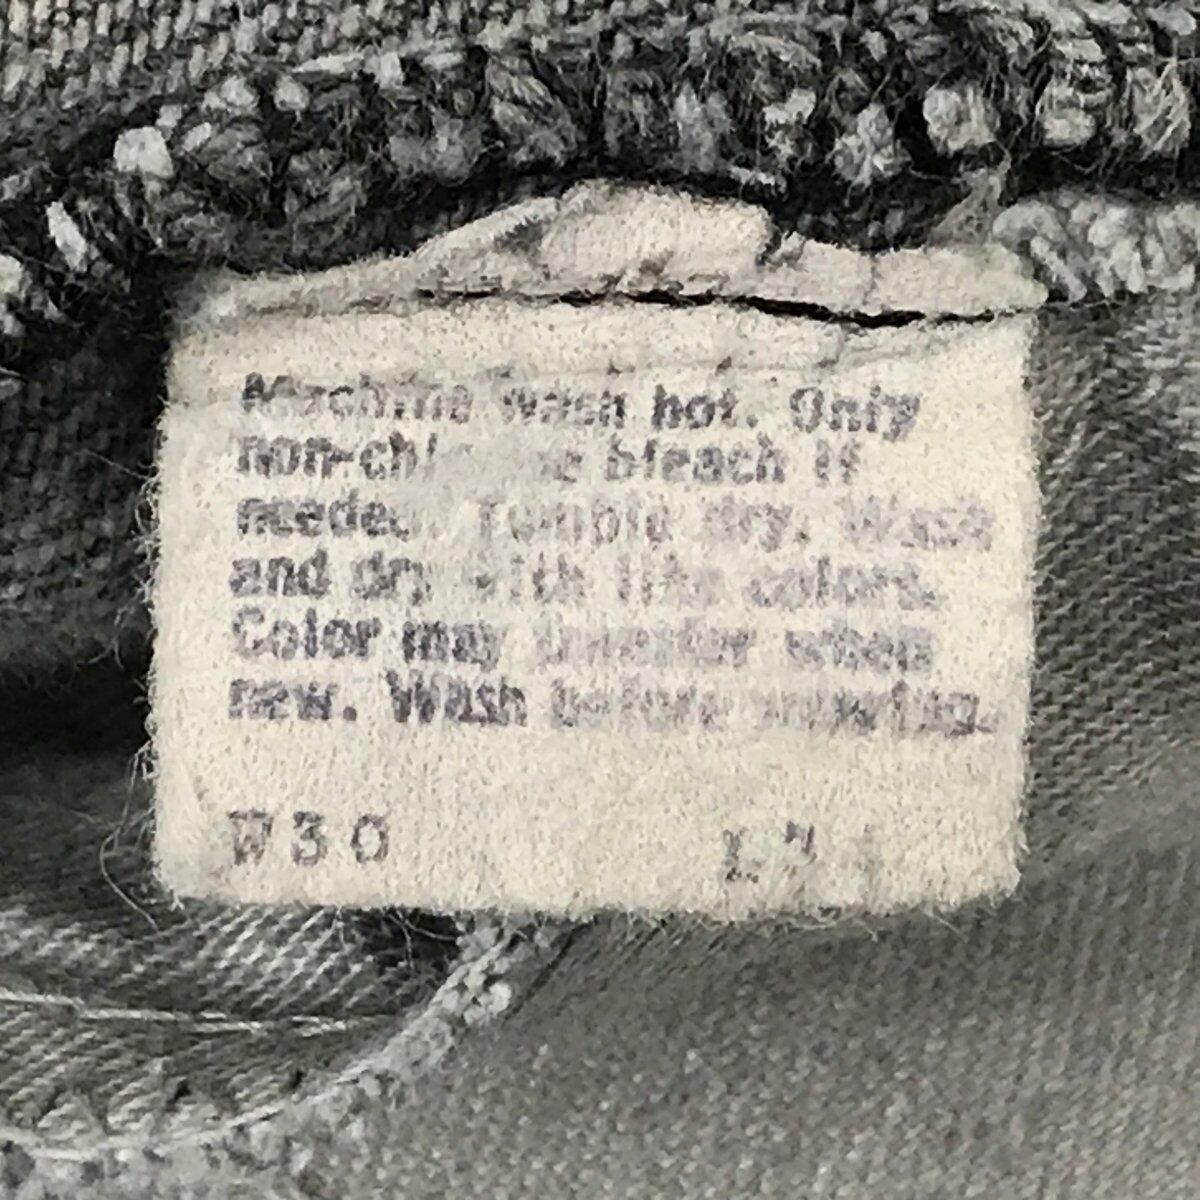 Machine wash hot. Only
non-chlorine bleach if
needed. Tumble dry. Wash
and dry with like colors.
Color may transfer when
new. Wash before wearing.
W30